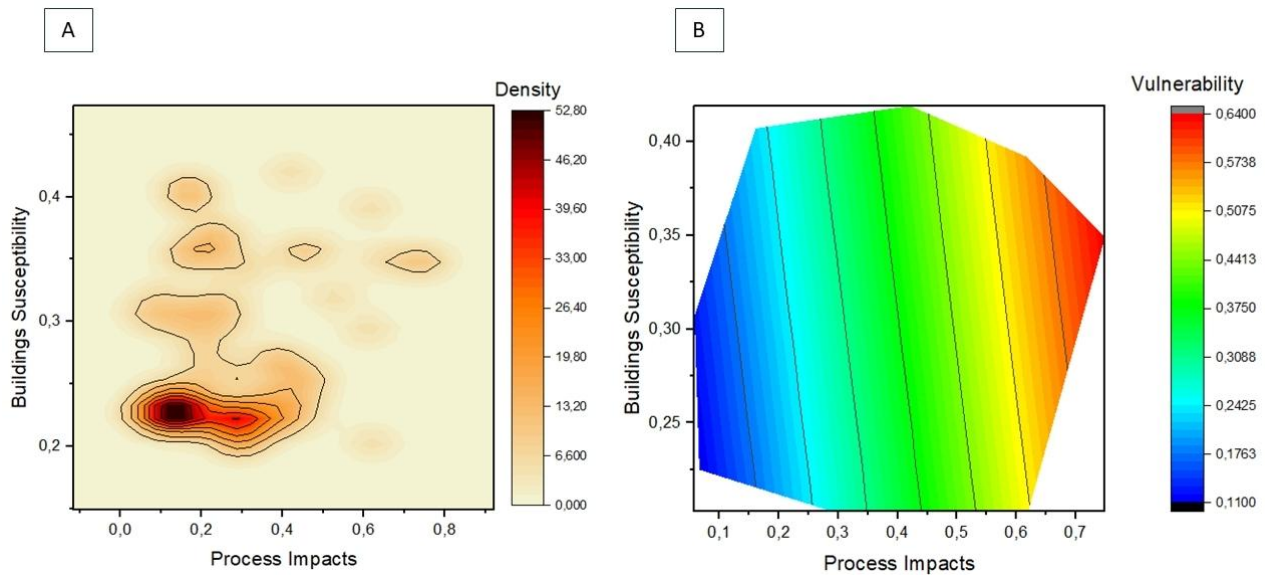 A
B
Density
52,80
46,20
39,60
33,00
26,40
19,80
13,20
6,600
0,000
Buildings Susceptibility
0,4
0,3
0,2
0,0 0,2 0,4 0,6 0,8
Process Impacts
Vulnerability
0,6400
0,5738
0,5075
0,4413
0,3750
0,3088
0,2425
0,1763
0,1100
Buildings Susceptibility
0,40
0,35
0,30
0,25
0,1 0,2 0,3 0,4 0,5 0,6 0,7
Process Impacts